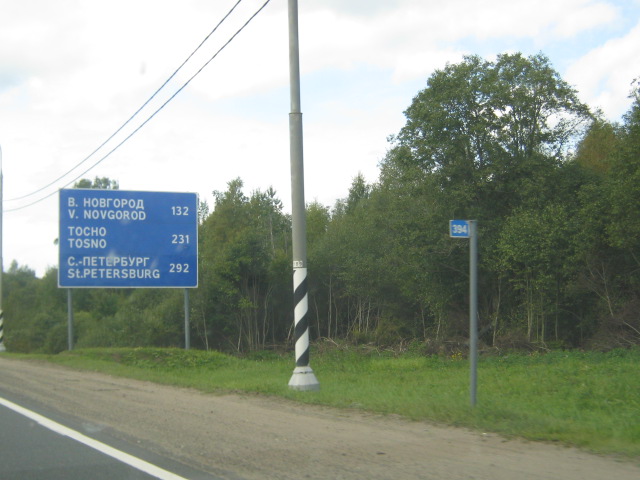 В. НОВГОРОД
V. NOVGOROD 132
ТОСНО
TOSNO 231
С.-ПЕТЕРБУРГ
St.PETERSBURG 292
394